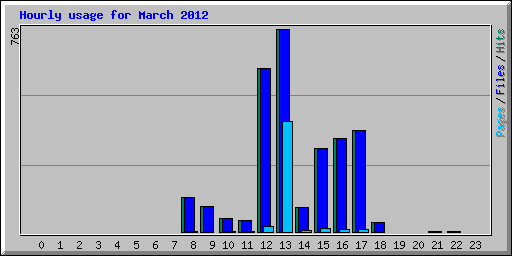 Hourly usage for March 2012
763
Pages/Files/Hits
0 1 2 3 4 5 6 7 8 9 10 11 12 13 14 15 16 17 18 19 20 21 22 23